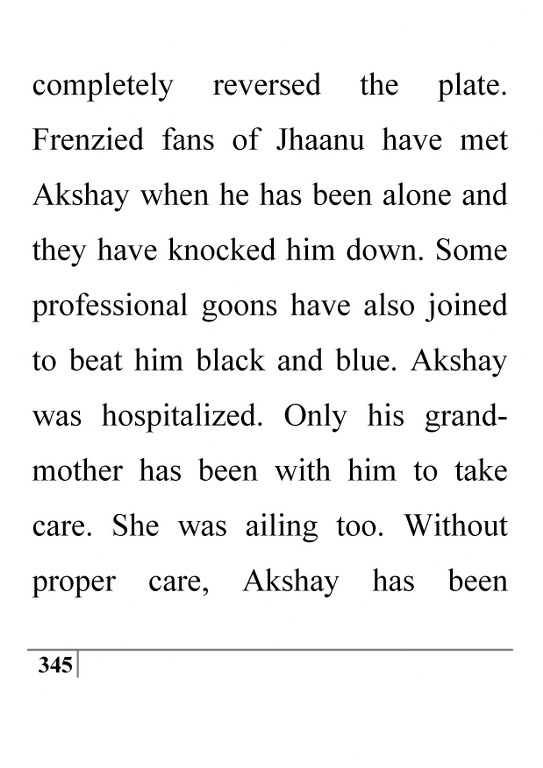 completely reversed the plate.
Frenzied fans of Jhaanu have met
Akshay when he has been alone and
they have knocked him down. Some
professional goons have also joined
to beat him black and blue. Akshay
was hospitalized. Only his grand-
mother has been with him to take
care. She was ailing too. Without
proper care, Akshay has been
345